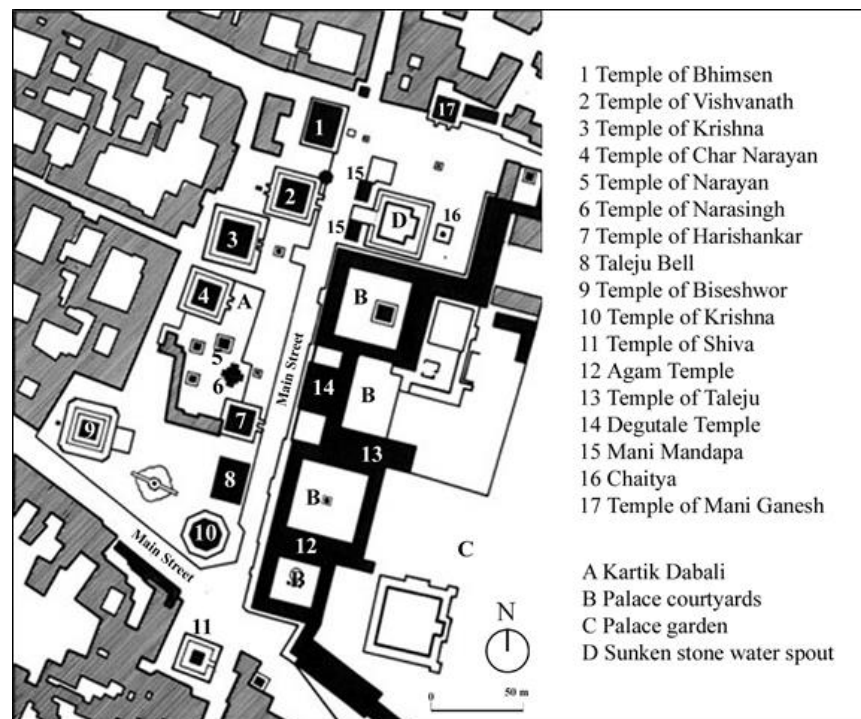 1
17
2
15
D
16
3
15
4
A
B
5
6
Main Street
14
B
7
13
9
8
B
10
12
C
Main Street
B
11
N
0 50 m
1 Temple of Bhimsen
2 Temple of Vishvanath
3 Temple of Krishna
4 Temple of Char Narayan
5 Temple of Narayan
6 Temple of Narasingh
7 Temple of Harishankar
8 Taleju Bell
9 Temple of Biseshwor
10 Temple of Krishna
11 Temple of Shiva
12 Agam Temple
13 Temple of Taleju
14 Degutale Temple
15 Mani Mandapa
16 Chaitya
17 Temple of Mani Ganesh
A Kartik Dabali
B Palace courtyards
C Palace garden
D Sunken stone water spout